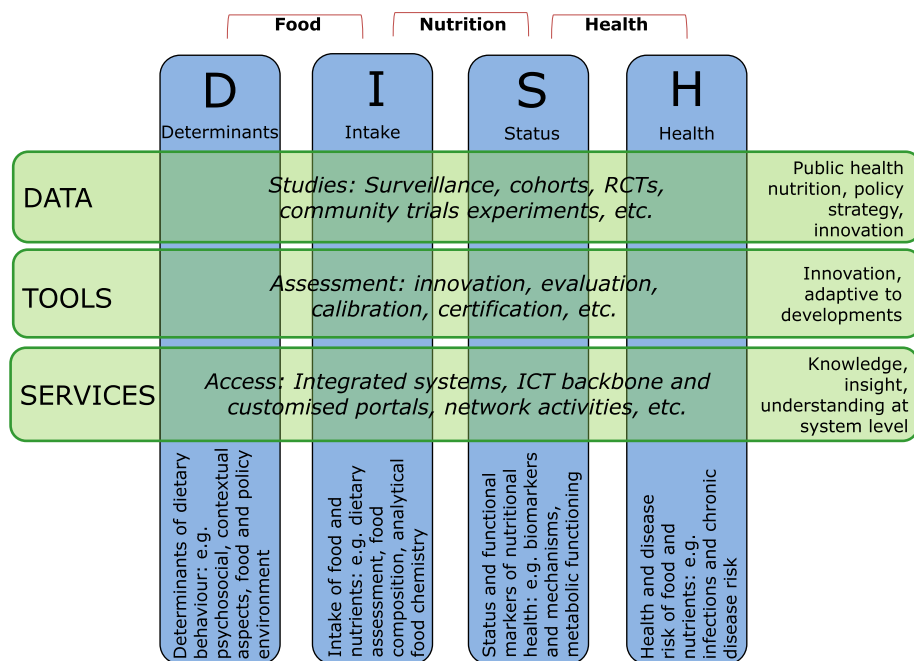 Food
Nutrition
Health
D
I
S
H
Determinants
Intake
Status
Health
DATA
Studies: Surveillance, cohorts, RCTs,
community trials experiments, etc.
Public health
nutrition, policy
strategy,
innovation
TOOLS
Assessment: innovation, evaluation,
calibration, certification, etc.
Innovation,
adaptive to
developments
SERVICES
Access: Integrated systems, ICT backbone and
customised portals, network activities, etc.
Knowledge,
insight,
understanding at
system level
Determinants of dietary
behaviour: e.g.
psychosocial, contextual
aspects, food and policy
environment
Intake of food and
nutrients: e.g. dietary
assessment, food
composition, analytical
food chemistry
Status and functional
markers of nutritional
health: e.g. biomarkers
and mechanisms,
metabolic functioning
Health and disease
risk of food and
nutrients: e.g.
infections and chronic
disease risk